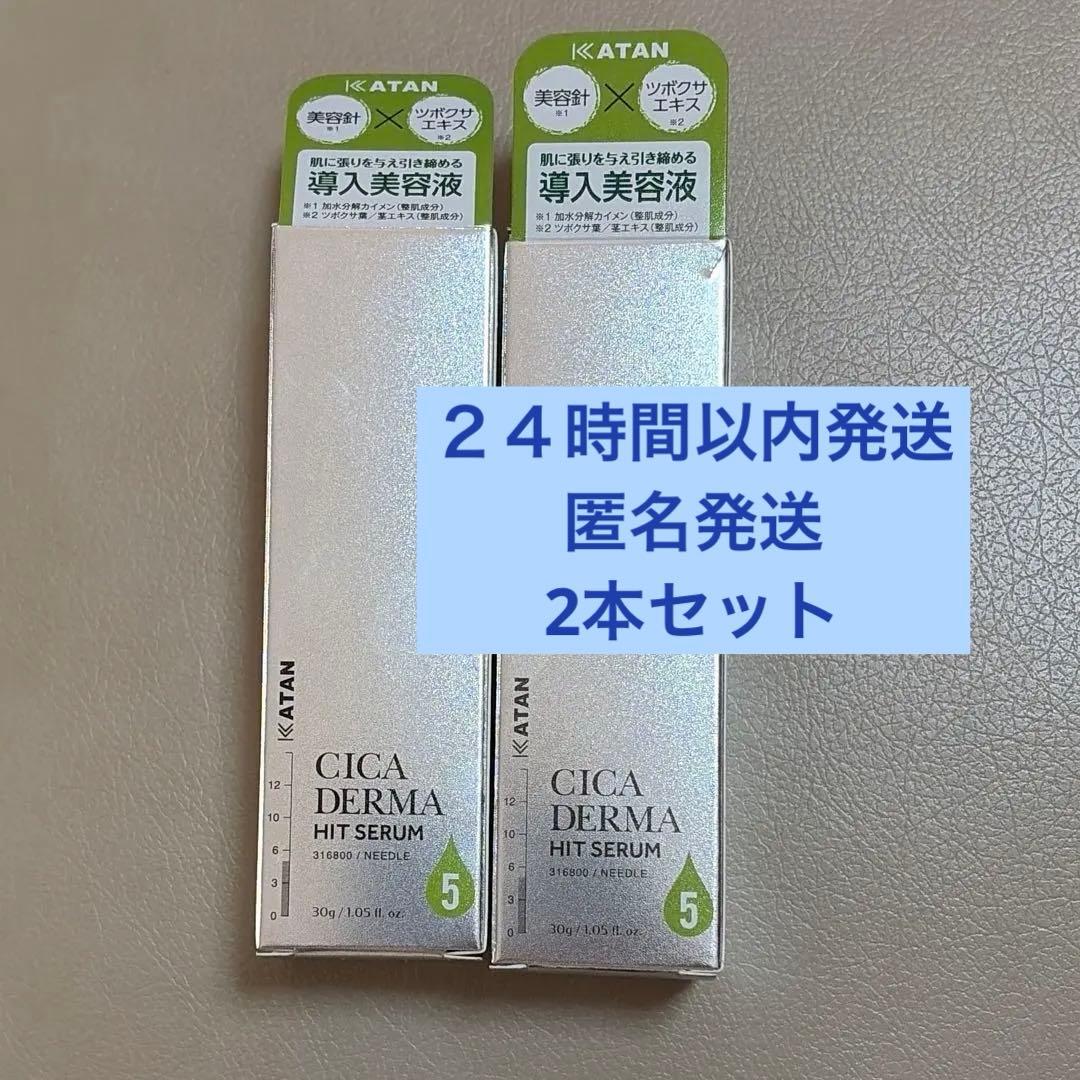 KATAN
美容針
※1
×
ツボクサ
エキス
※2
肌に張りを与え引き締める
導入美容液
※1 加水分解カイメン(整肌成分)
※2 ツボクサ葉/茎エキス(整肌成分)
KATAN
美容針
※1
×
ツボクサ
エキス
※2
肌に張りを与え引き締める
導入美容液
※1 加水分解カイメン(整肌成分)
※2 ツボクサ葉/茎エキス(整肌成分)
24時間以内発送
匿名発送
2本セット
KATAN
12
10
6
3
0
CICA
DERMA
HIT SERUM
316800 / NEEDLE
5
30g / 1.05 fl. oz.
KATAN
12
10
6
3
0
CICA
DERMA
HIT SERUM
316800 / NEEDLE
5
30g / 1.05 fl. oz.